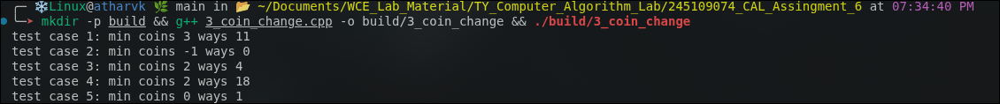 Linux@atharvk main in ~/Documents/WCE_Lab_Material/TY_Computer_Algorithm_Lab/245109074_CAL_Assingment_6 at 07:34:40 PM
mkdir -p build && g++ 3_coin_change.cpp -o build/3_coin_change && ./build/3_coin_change
test case 1: min coins 3 ways 11
test case 2: min coins -1 ways 0
test case 3: min coins 2 ways 4
test case 4: min coins 2 ways 18
test case 5: min coins 0 ways 1